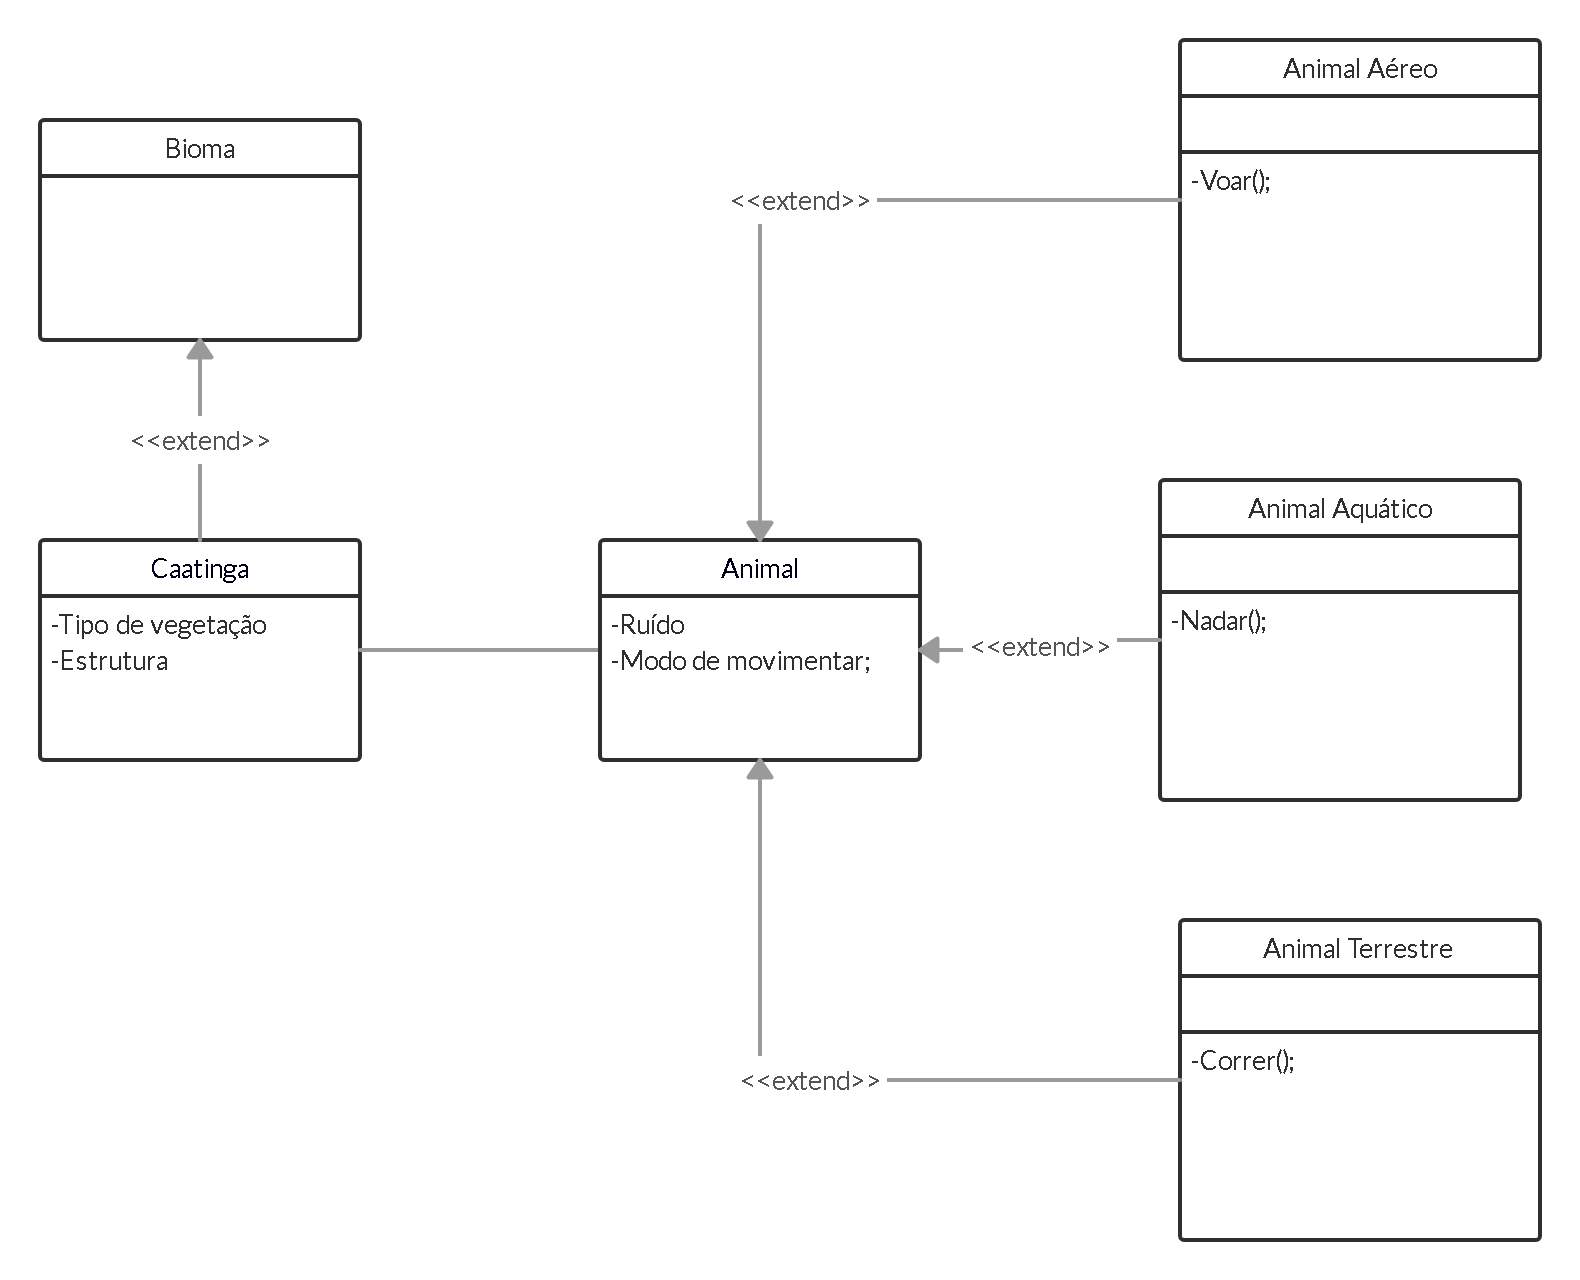 Animal Aéreo
-Voar();
<<extend>>
Bioma
<<extend>>
Caatinga
-Tipo de vegetação
-Estrutura
Animal
-Ruído
-Modo de movimentar;
<<extend>>
Animal Aquático
-Nadar();
Animal Terrestre
-Correr();
<<extend>>